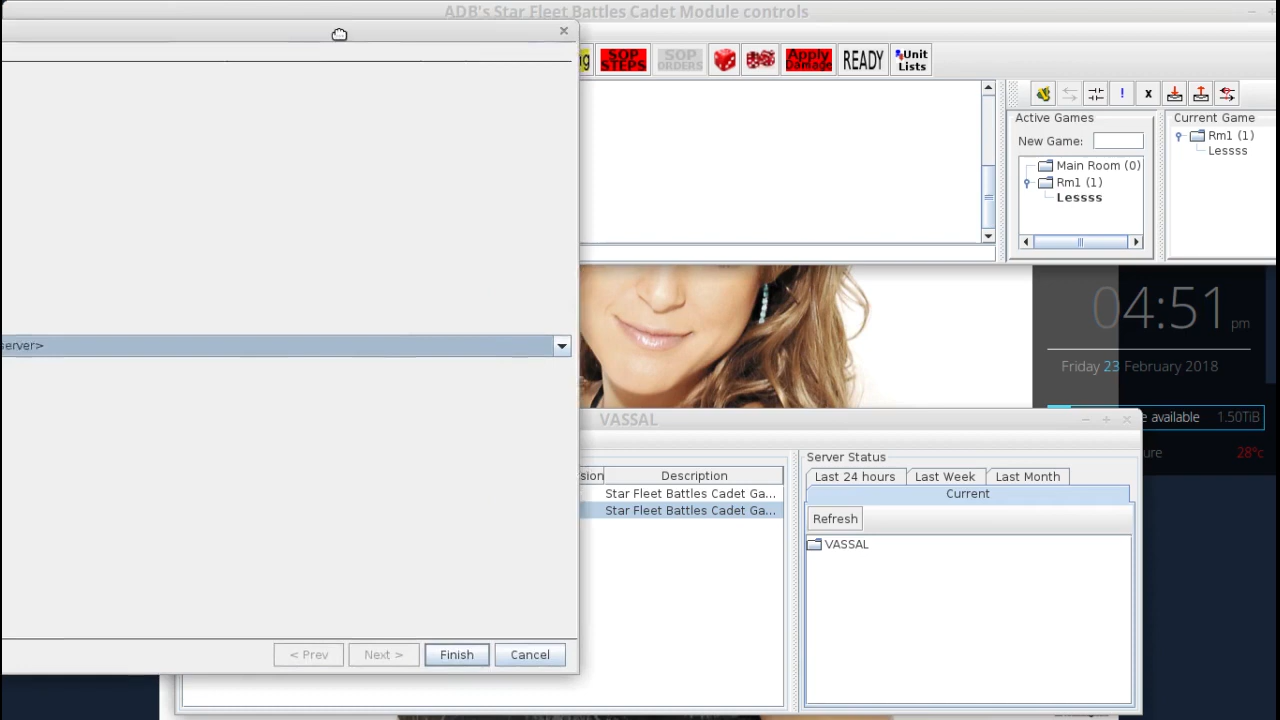 ADB's Star Fleet Battles Cadet Module controls
SOP STEPS
SOP ORDERS
Apply Damage
READY
Unit Lists
Active Games
New Game:
Main Room (0)
Rm1 (1)
Lessss
Current Game
Rm1 (1)
Lessss
server>
04:51 pm
Friday 23 February 2018
e available 1.50TiB
ure 28°c
VASSAL
sion Description
Star Fleet Battles Cadet Ga...
Star Fleet Battles Cadet Ga...
Server Status
Last 24 hours Last Week Last Month
Current
Refresh
VASSAL
< Prev Next > Finish Cancel